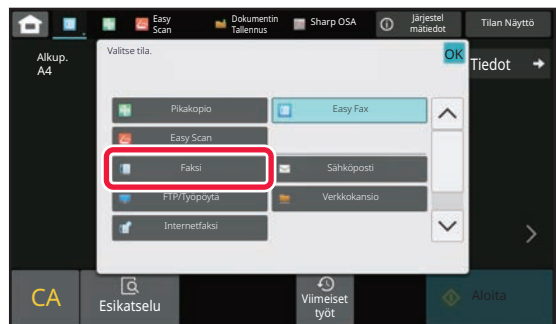 Easy
Scan
Dokumentin
Tallennus
Sharp OSA
Järjestel
mätiedot
Tilan Näyttö
Alkup.
A4
Valitse tila.
OK
Tiedot
Pikakopio
Easy Fax
Easy Scan
Faksi
Sähköposti
FTP/Työpöytä
Verkkokansio
Internetfaksi
CA
Esikatselu
Viimeiset
työt
Aloita